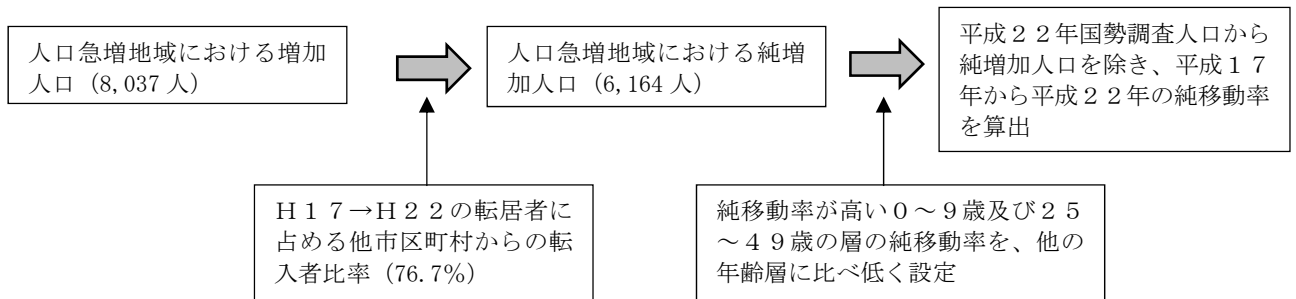 人口急増地域における増加
人口（8,037 人）
人口急増地域における純増
加人口（6,164 人）
平成２２年国勢調査人口から
純増加人口を除き、平成１７
年から平成２２年の純移動率
を算出
Ｈ１７→Ｈ２２の転居者に
占める他市区町村からの転
入者比率（76.7%）
純移動率が高い０～９歳及び２５
～４９歳の層の純移動率を、他の
年齢層に比べ低く設定